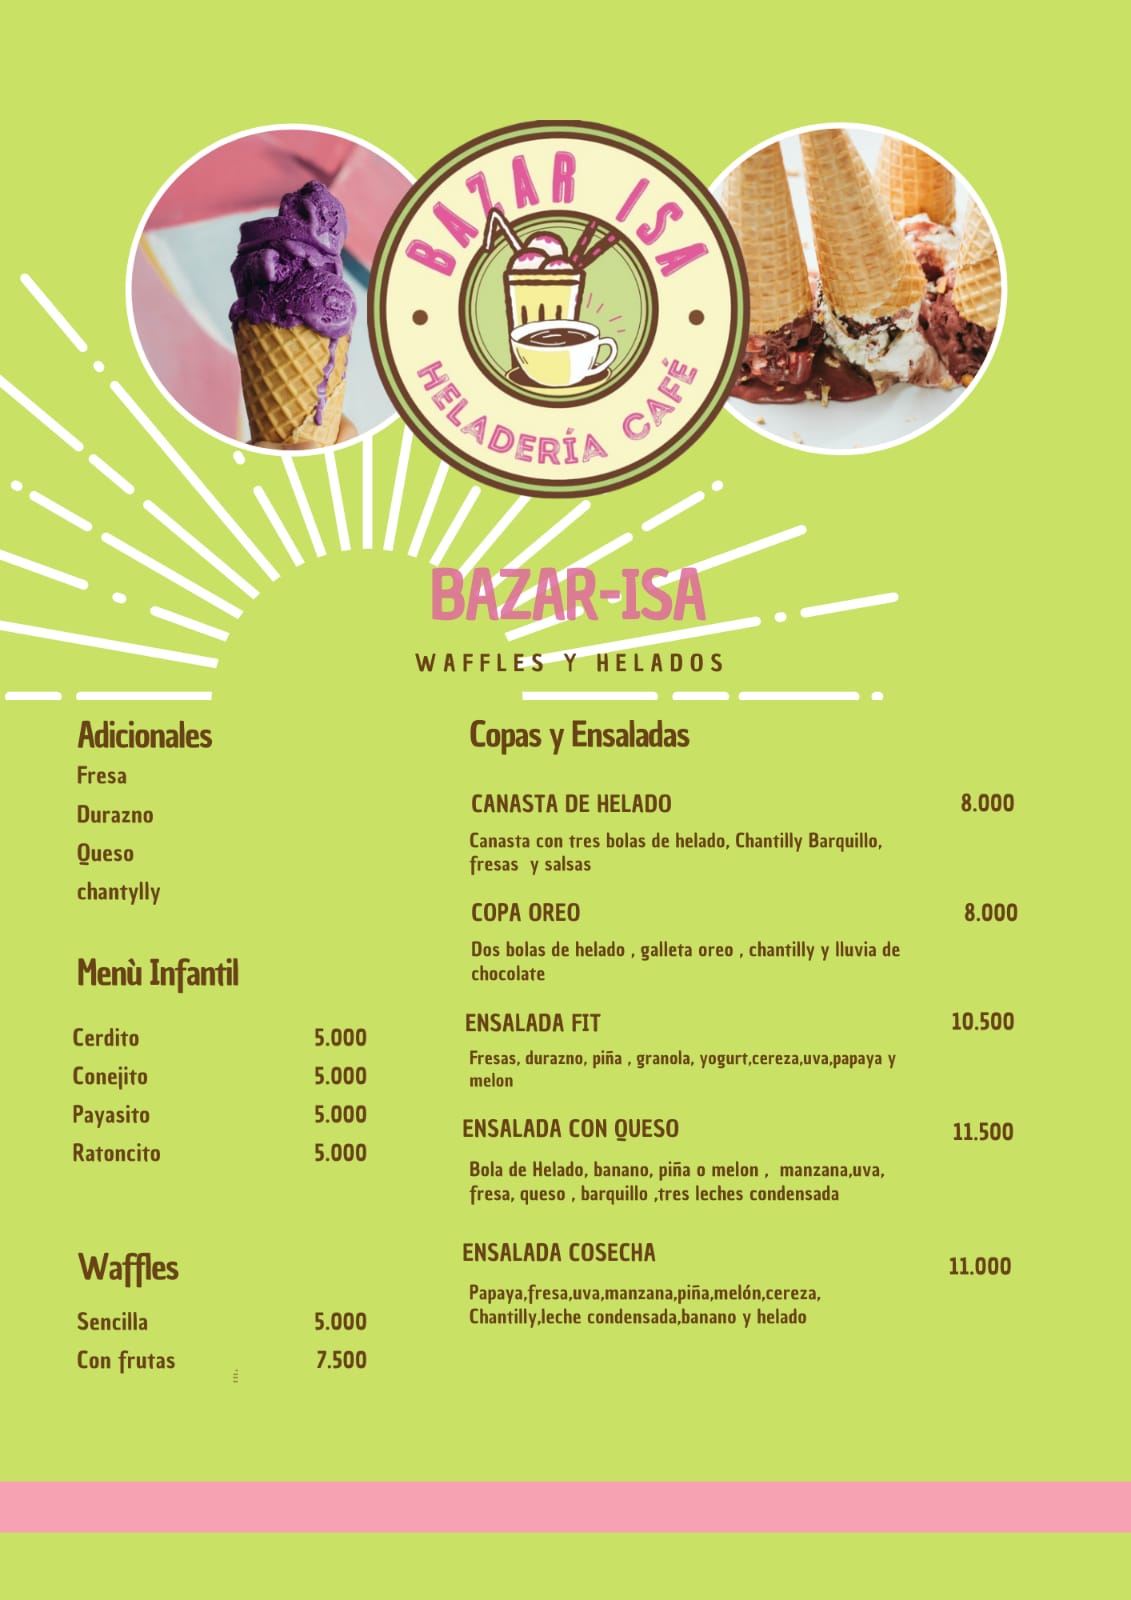 BAZAR ISA
HELADERÍA CAFÉ
BAZAR-ISA
WAFFLES Y HELADOS
Adicionales
Fresa
Durazno
Queso
chantylly
Menù Infantil
Cerdito 5.000
Conejito 5.000
Payasito 5.000
Ratoncito 5.000
Waffles
Sencilla 5.000
Con frutas 7.500
Copas y Ensaladas
CANASTA DE HELADO 8.000
Canasta con tres bolas de helado, Chantilly Barquillo,
fresas y salsas
COPA OREO 8.000
Dos bolas de helado , galleta oreo , chantilly y lluvia de
chocolate
ENSALADA FIT 10.500
Fresas, durazno, piña , granola, yogurt,cereza,uva,papaya y
melon
ENSALADA CON QUESO 11.500
Bola de Helado, banano, piña o melon , manzana,uva,
fresa, queso , barquillo ,tres leches condensada
ENSALADA COSECHA 11.000
Papaya,fresa,uva,manzana,piña,melón,cereza,
Chantilly,leche condensada,banano y helado